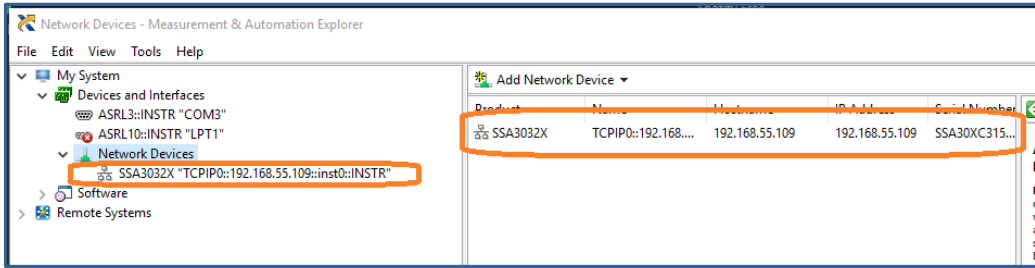 Network Devices - Measurement & Automation Explorer
File Edit View Tools Help
My System
Devices and Interfaces
ASRL3::INSTR "COM3"
ASRL10::INSTR "LPT1"
Network Devices
SSA3032X "TCPIP0::192.168.55.109::inst0::INSTR"
Software
Remote Systems
Add Network Device
Product Name Hostname IP Address Serial Number
SSA3032X TCPIP0::192.168.... 192.168.55.109 192.168.55.109 SSA30XC315...